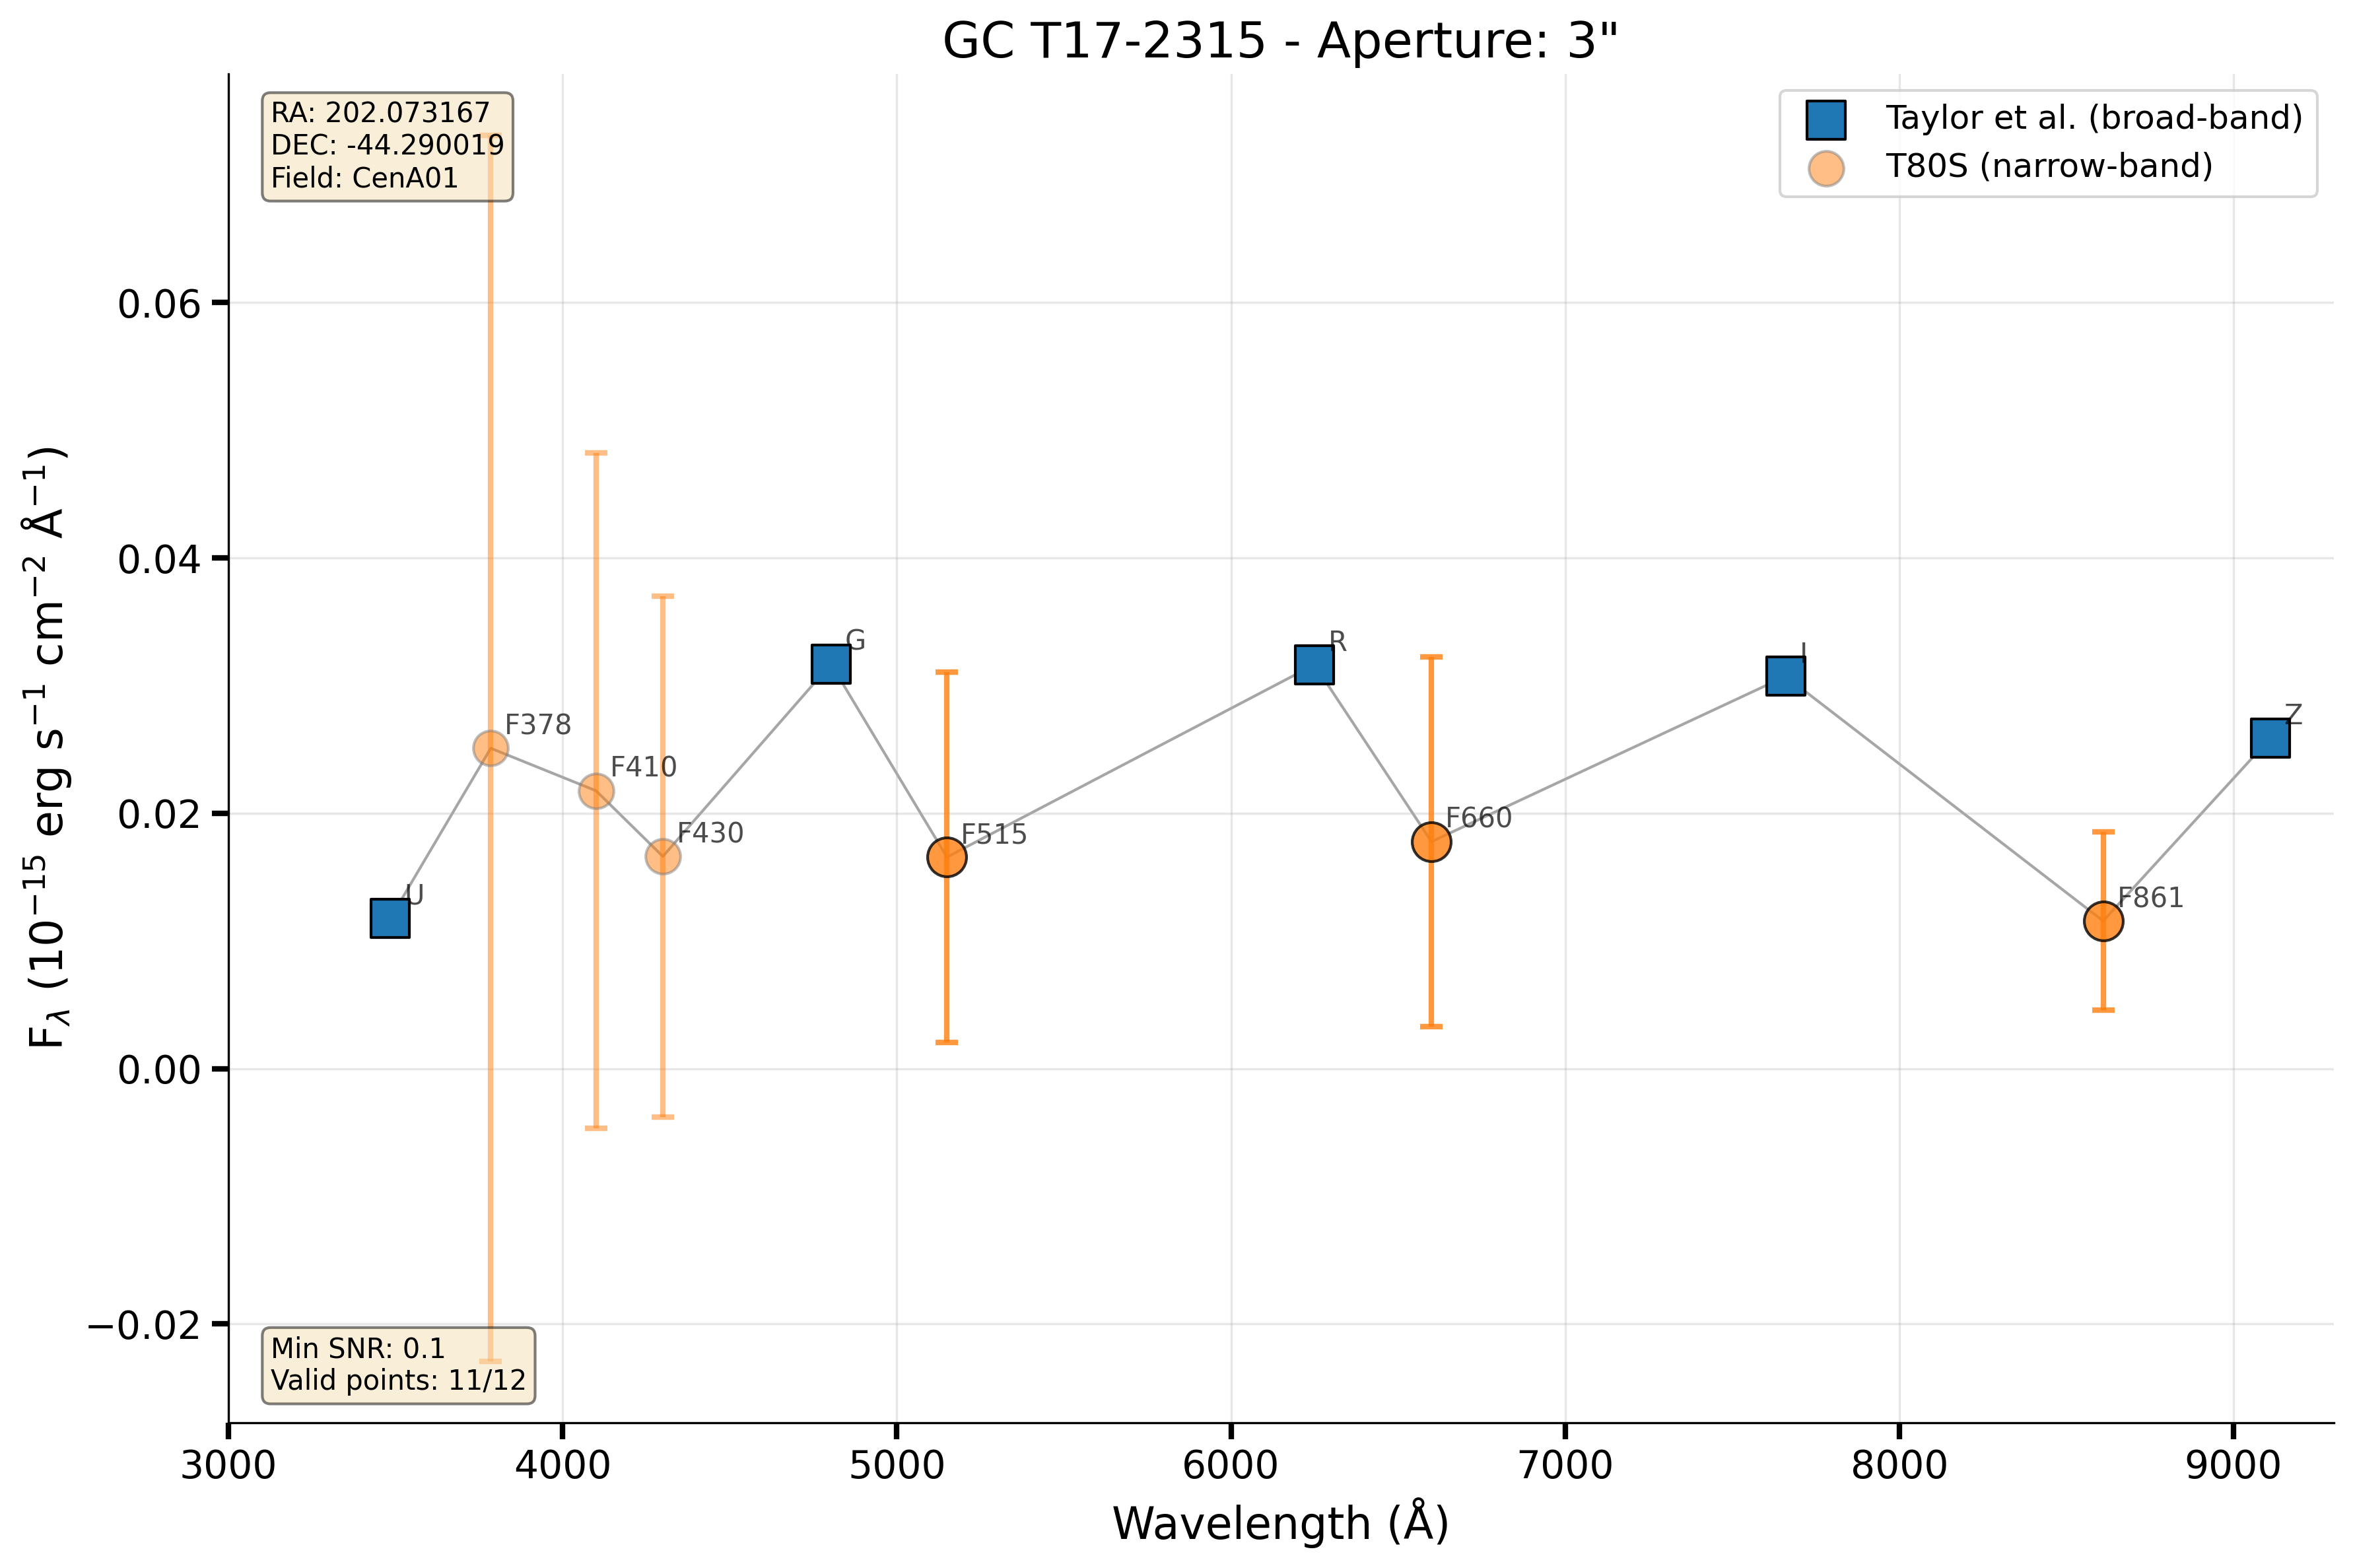 GC T17-2315 - Aperture: 3"
RA: 202.073167
DEC: -44.290019
Field: CenA01
Taylor et al. (broad-band)
T80S (narrow-band)
0.06
0.04
0.02
0.00
−0.02
F_λ (10⁻¹⁵ erg s⁻¹ cm⁻² Å⁻¹)
U
F378
F410
F430
G
F515
R
F660
I
F861
Z
Min SNR: 0.1
Valid points: 11/12
3000 4000 5000 6000 7000 8000 9000
Wavelength (Å)